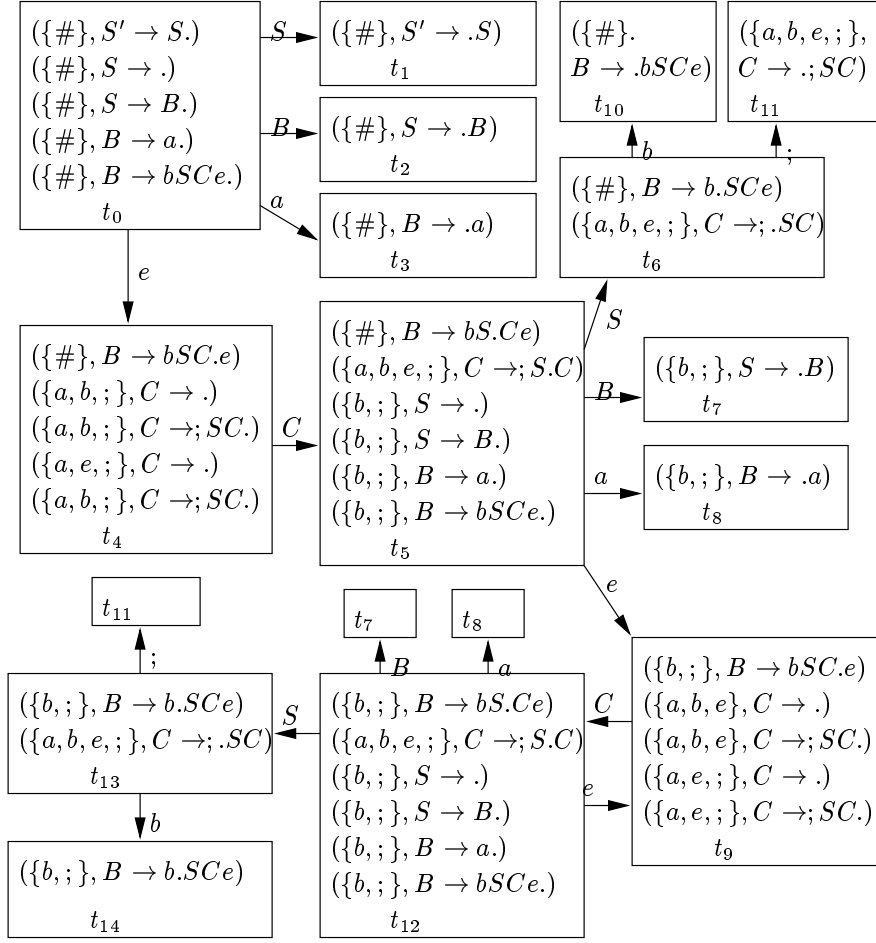 ({#}, S′ → S.)
({#}, S → .)
({#}, S → B.)
({#}, B → a.)
({#}, B → bSCe.)
t₀
S
({#}, S′ → .S)
t₁
B
({#}, S → .B)
t₂
a
({#}, B → .a)
t₃
({#}.
B → .bSCe)
t₁₀
({a, b, e, ; },
C → .; SC)
t₁₁
b
;
({#}, B → b.SCe)
({a, b, e, ; }, C →; .SC)
t₆
e
({#}, B → bSC.e)
({a, b, ; }, C → .)
({a, b, ; }, C →; SC.)
({a, e, ; }, C → .)
({a, b, ; }, C →; SC.)
t₄
C
({#}, B → bS.Ce)
({a, b, e, ; }, C →; S.C)
({b, ; }, S → .)
({b, ; }, S → B.)
({b, ; }, B → a.)
({b, ; }, B → bSCe.)
t₅
S
B
({b, ; }, S → .B)
t₇
a
({b, ; }, B → .a)
t₈
e
t₁₁
;
t₇
B
t₈
a
({b, ; }, B → b.SCe)
({a, b, e, ; }, C →; .SC)
t₁₃
S
b
({b, ; }, B → b.SCe)
t₁₄
({b, ; }, B → bS.Ce)
({a, b, e, ; }, C →; S.C)
({b, ; }, S → .)
({b, ; }, S → B.)
({b, ; }, B → a.)
({b, ; }, B → bSCe.)
t₁₂
C
e
({b, ; }, B → bSC.e)
({a, b, e}, C → .)
({a, b, e}, C →; SC.)
({a, e, ; }, C → .)
({a, e, ; }, C →; SC.)
t₉